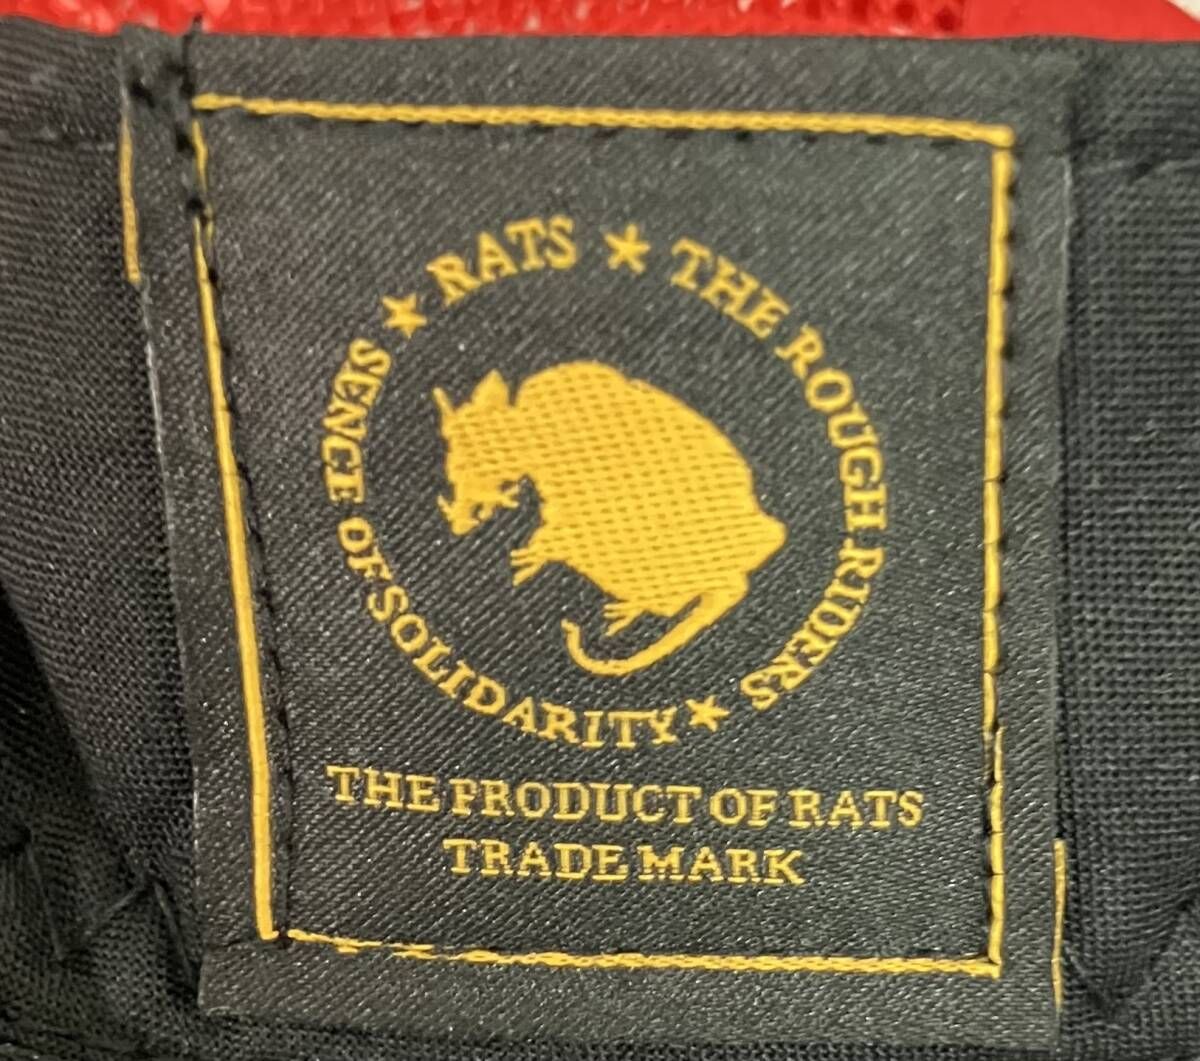 RATS ★ THE ROUGH RIDERS ★ SENCE OF SOLIDARITY ★
THE PRODUCT OF RATS
TRADE MARK